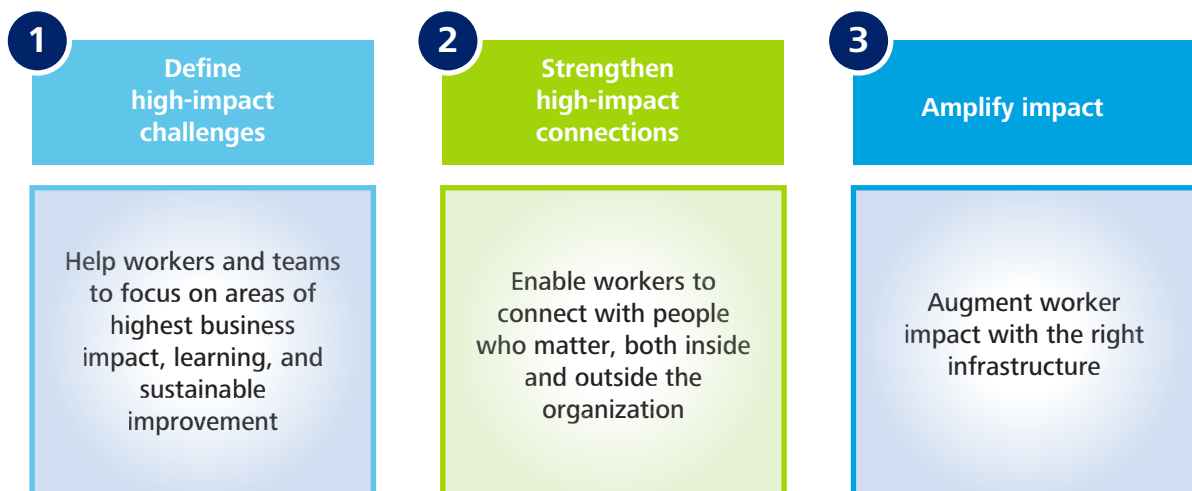 1
Define
high-impact
challenges
Help workers and teams
to focus on areas of
highest business
impact, learning, and
sustainable
improvement
2
Strengthen
high-impact
connections
Enable workers to
connect with people
who matter, both inside
and outside the
organization
3
Amplify impact
Augment worker
impact with the right
infrastructure